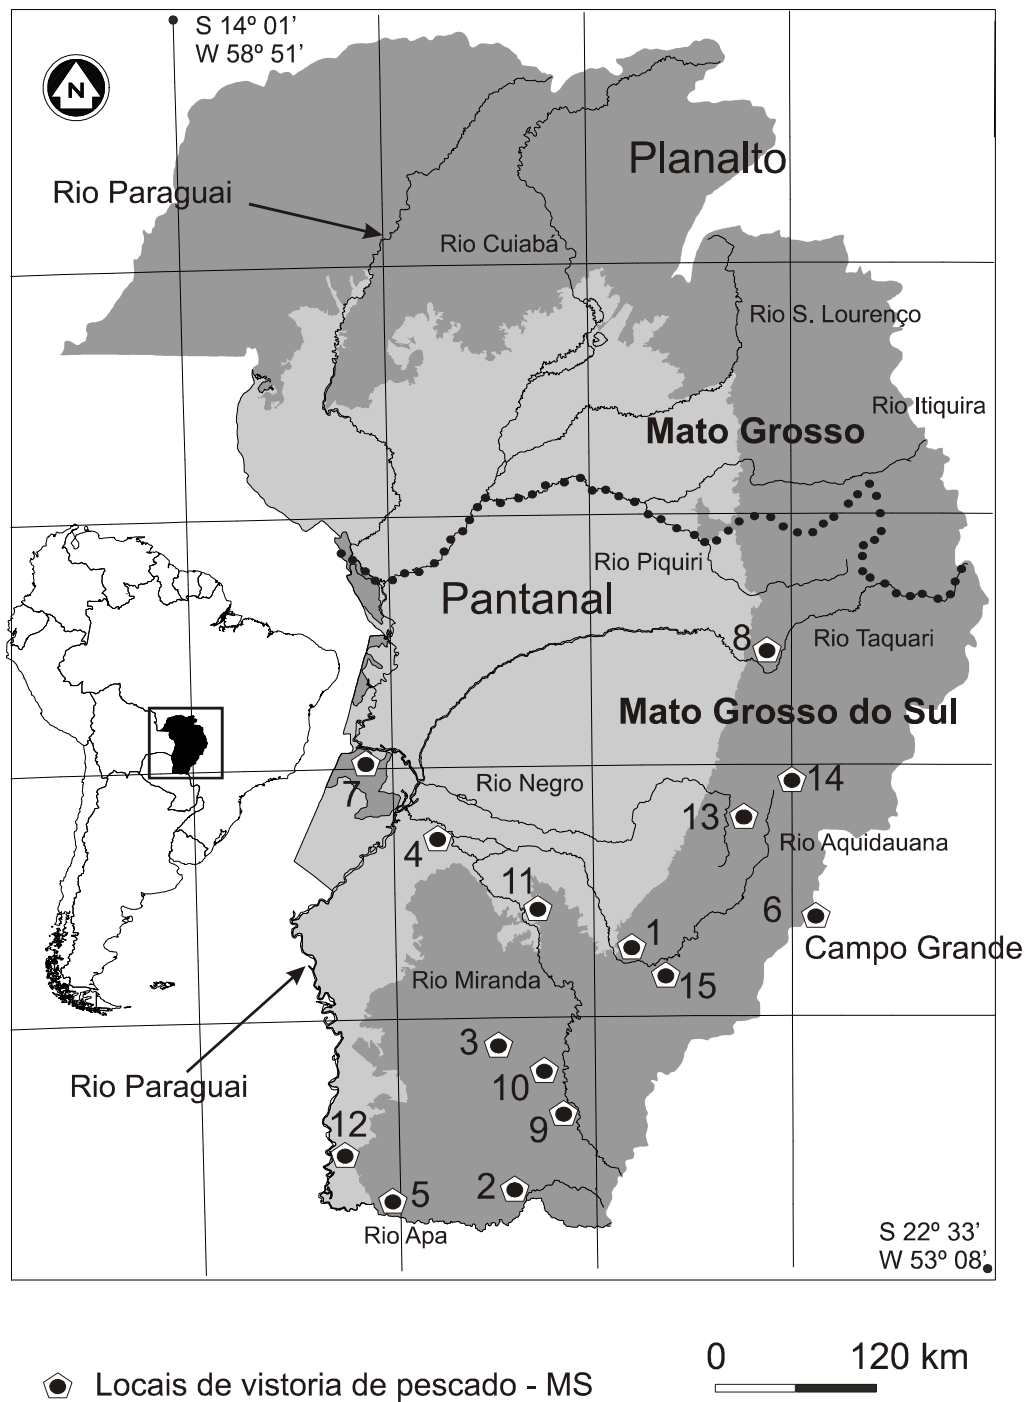 S 14º 01’
W 58º 51’
N
Planalto
Rio Paraguai
Rio Cuiabá
Rio S. Lourenço
Rio Itiquira
Mato Grosso
Rio Piquiri
Pantanal
8
Rio Taquari
Mato Grosso do Sul
7
Rio Negro
14
13
4
Rio Aquidauana
11
6
1
Campo Grande
Rio Miranda
15
3
10
Rio Paraguai
12
9
2
5
Rio Apa
S 22º 33’
W 53º 08’
0 120 km
Locais de vistoria de pescado - MS